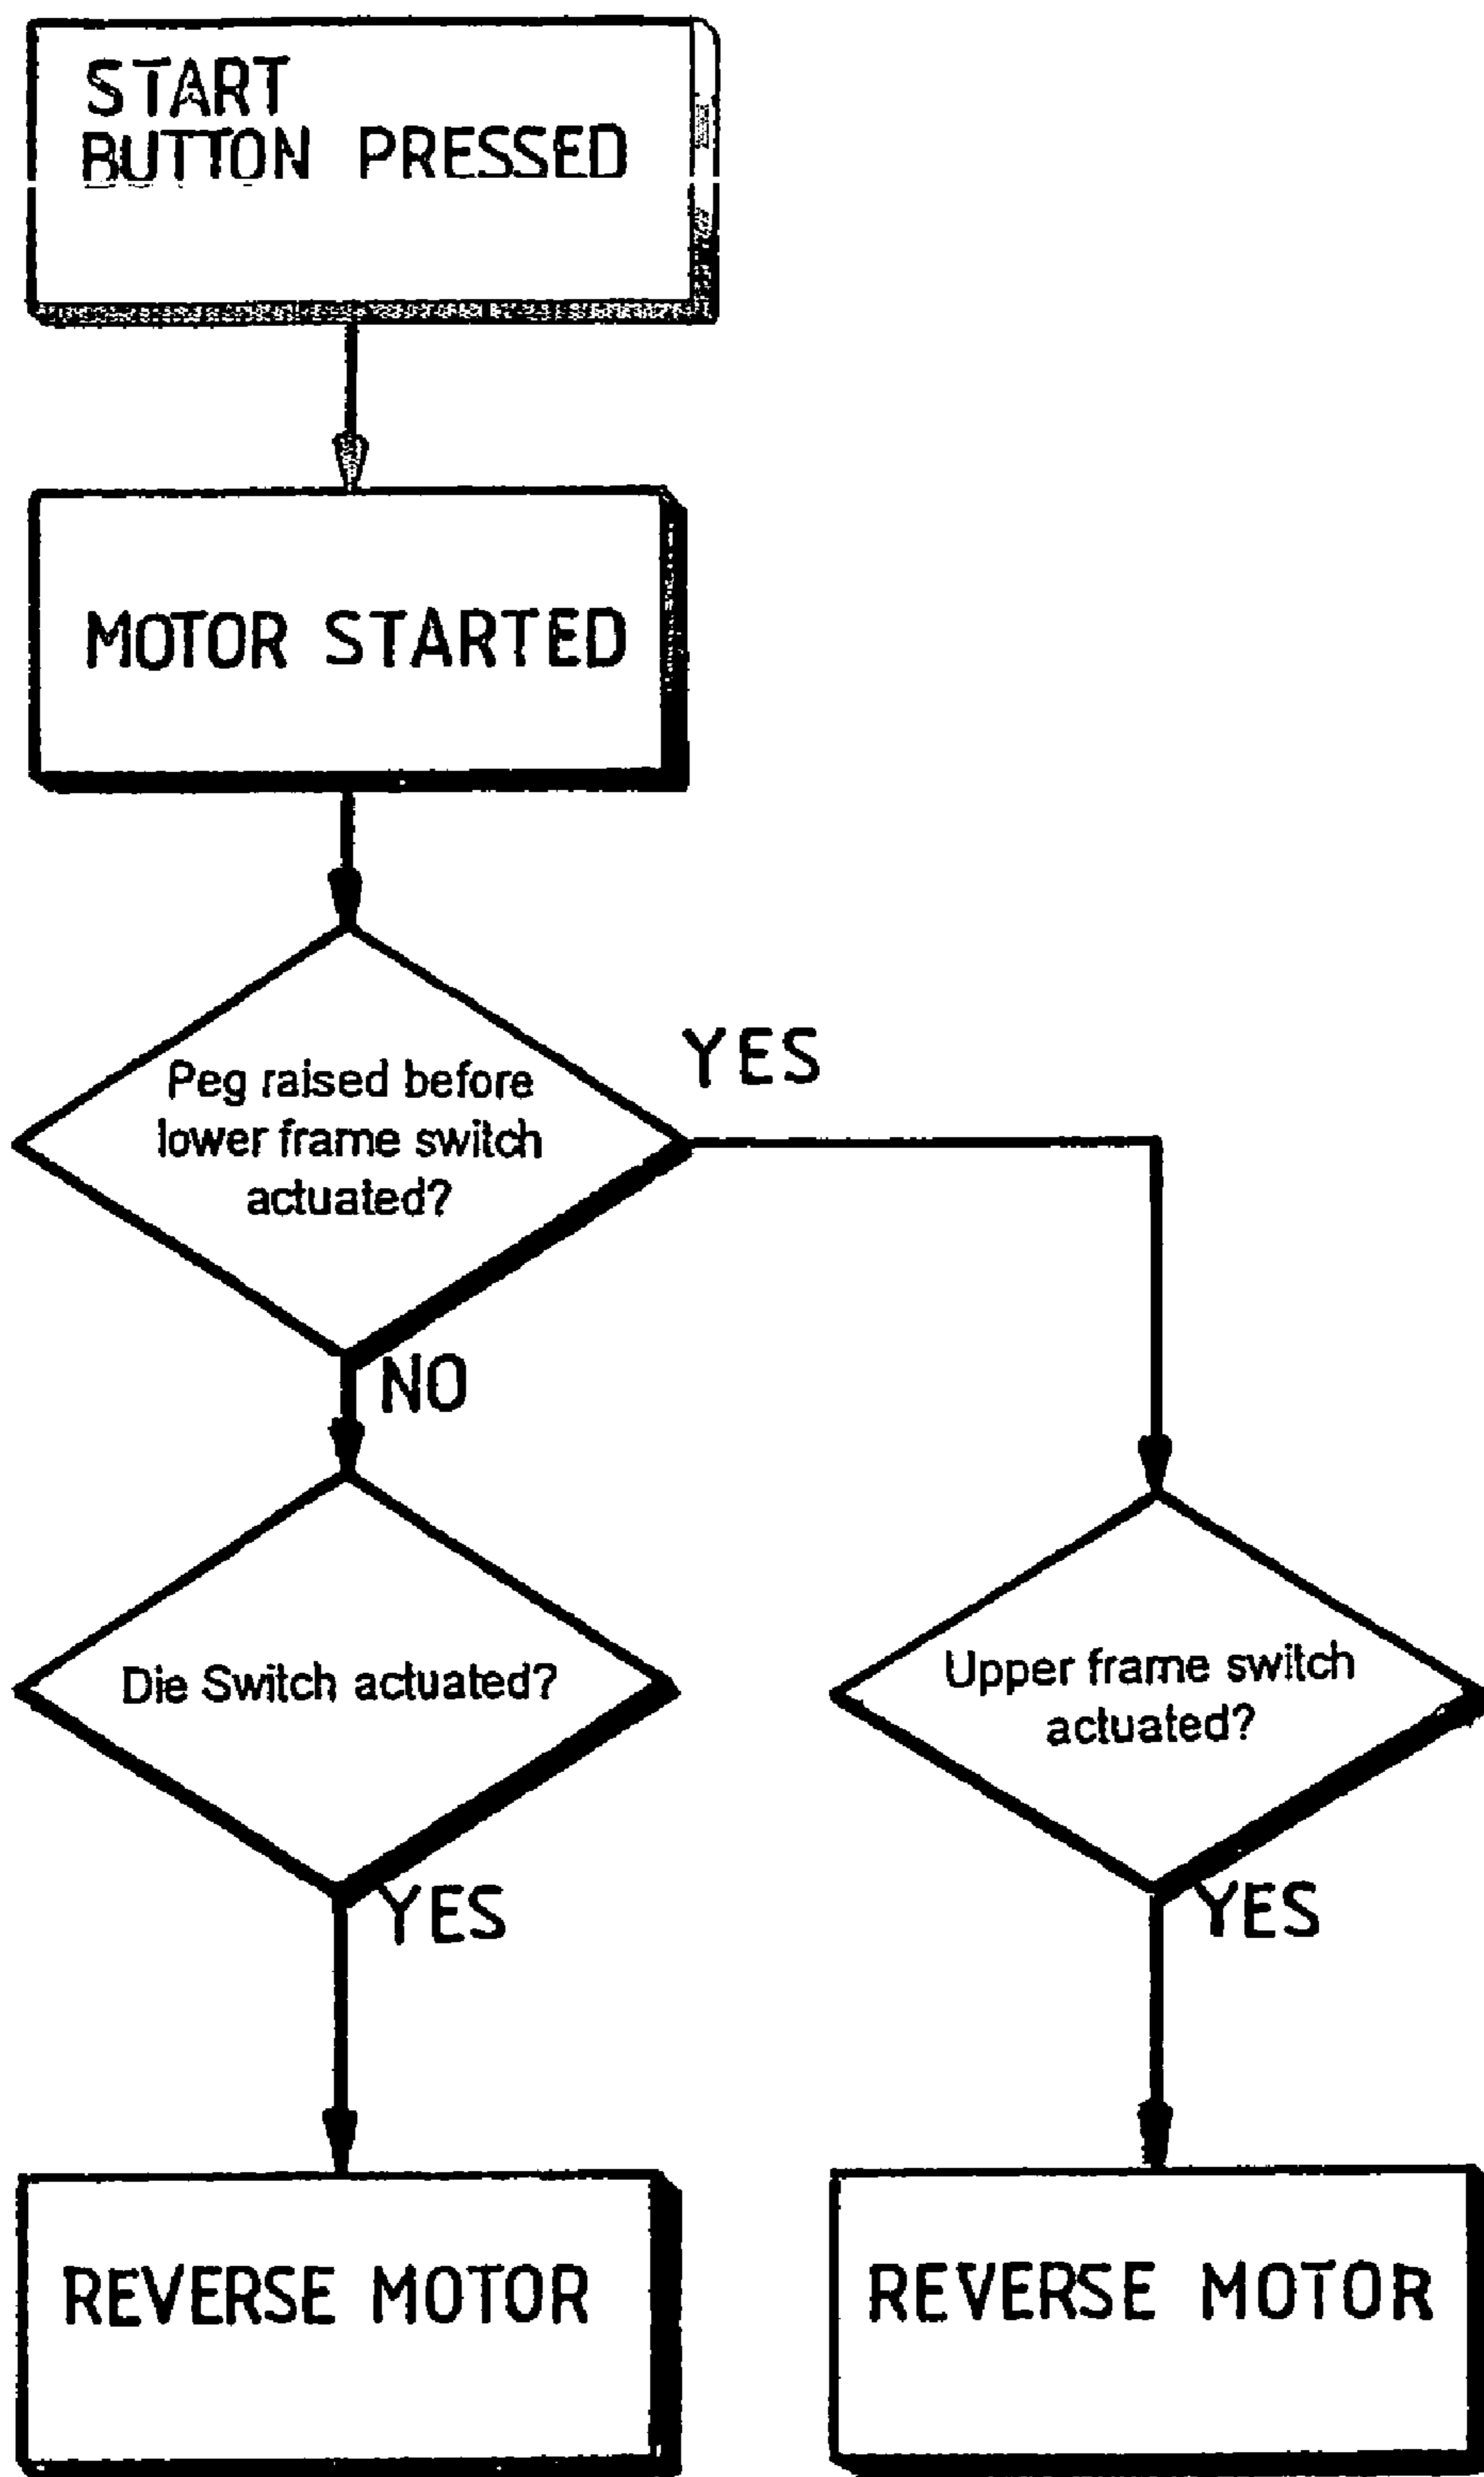 START
BUTTON PRESSED
MOTOR STARTED
Peg raised before
lower frame switch
actuated?
YES
NO
Die Switch actuated?
YES
Upper frame switch
actuated?
YES
REVERSE MOTOR
REVERSE MOTOR